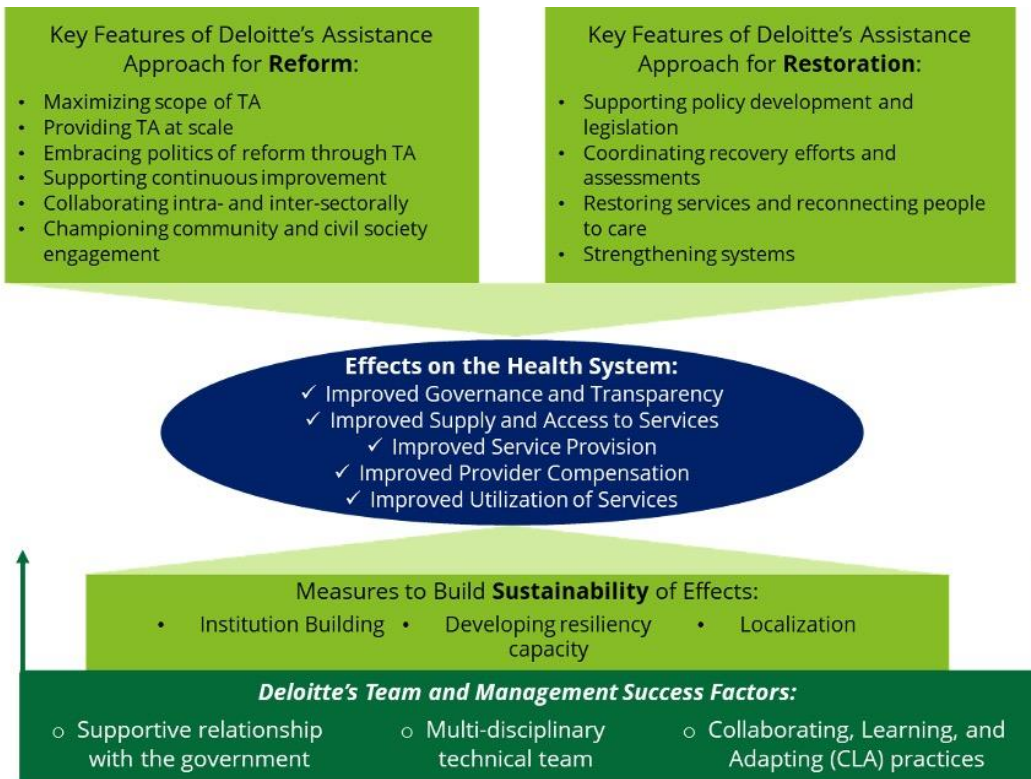 Key Features of Deloitte's Assistance
Approach for Reform:
• Maximizing scope of TA
• Providing TA at scale
• Embracing politics of reform through TA
• Supporting continuous improvement
• Collaborating intra- and inter-sectorally
• Championing community and civil society
engagement
Key Features of Deloitte's Assistance
Approach for Restoration:
• Supporting policy development and
legislation
• Coordinating recovery efforts and
assessments
• Restoring services and reconnecting people
to care
• Strengthening systems
Effects on the Health System:
✓ Improved Governance and Transparency
✓ Improved Supply and Access to Services
✓ Improved Service Provision
✓ Improved Provider Compensation
✓ Improved Utilization of Services
Measures to Build Sustainability of Effects:
• Institution Building
• Developing resiliency
capacity
• Localization
Deloitte's Team and Management Success Factors:
o Supportive relationship
with the government
o Multi-disciplinary
technical team
o Collaborating, Learning, and
Adapting (CLA) practices